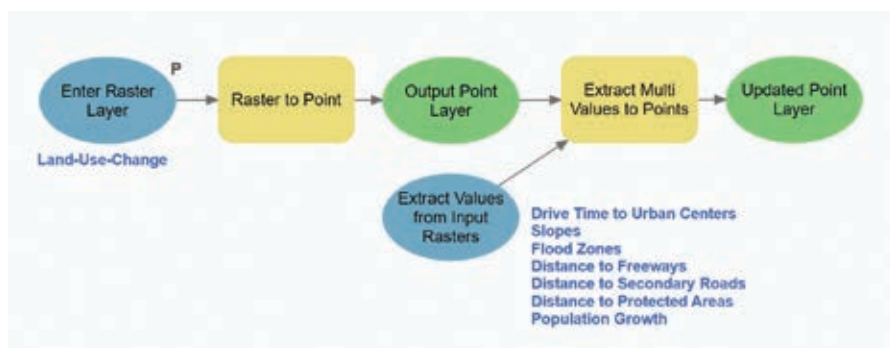 P
Enter Raster
Layer
Raster to Point
Output Point
Layer
Extract Multi
Values to Points
Updated Point
Layer
Land-Use-Change
Extract Values
from Input
Rasters
Drive Time to Urban Centers
Slopes
Flood Zones
Distance to Freeways
Distance to Secondary Roads
Distance to Protected Areas
Population Growth